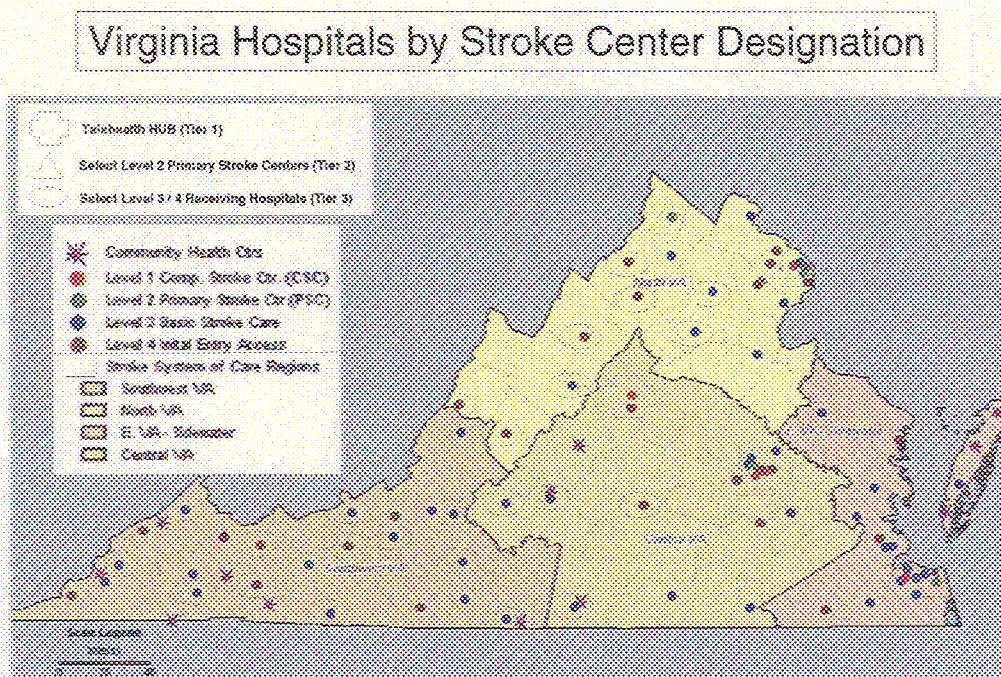 Virginia Hospitals by Stroke Center Designation
Telehealth HUB (Tier 1)
Select Level 2 Primary Stroke Centers (Tier 2)
Select Level 3 / 4 Receiving Hospitals (Tier 3)
Community Health Ctrs
Level 1 Comp. Stroke Ctr. (CSC)
Level 2 Primary Stroke Ctr (PSC)
Level 3 Basic Stroke Care
Level 4 Initial Entry Access
Stroke System of Care Regions
Southwest VA
North VA
E. VA - Tidewater
Central VA
Scale Legend